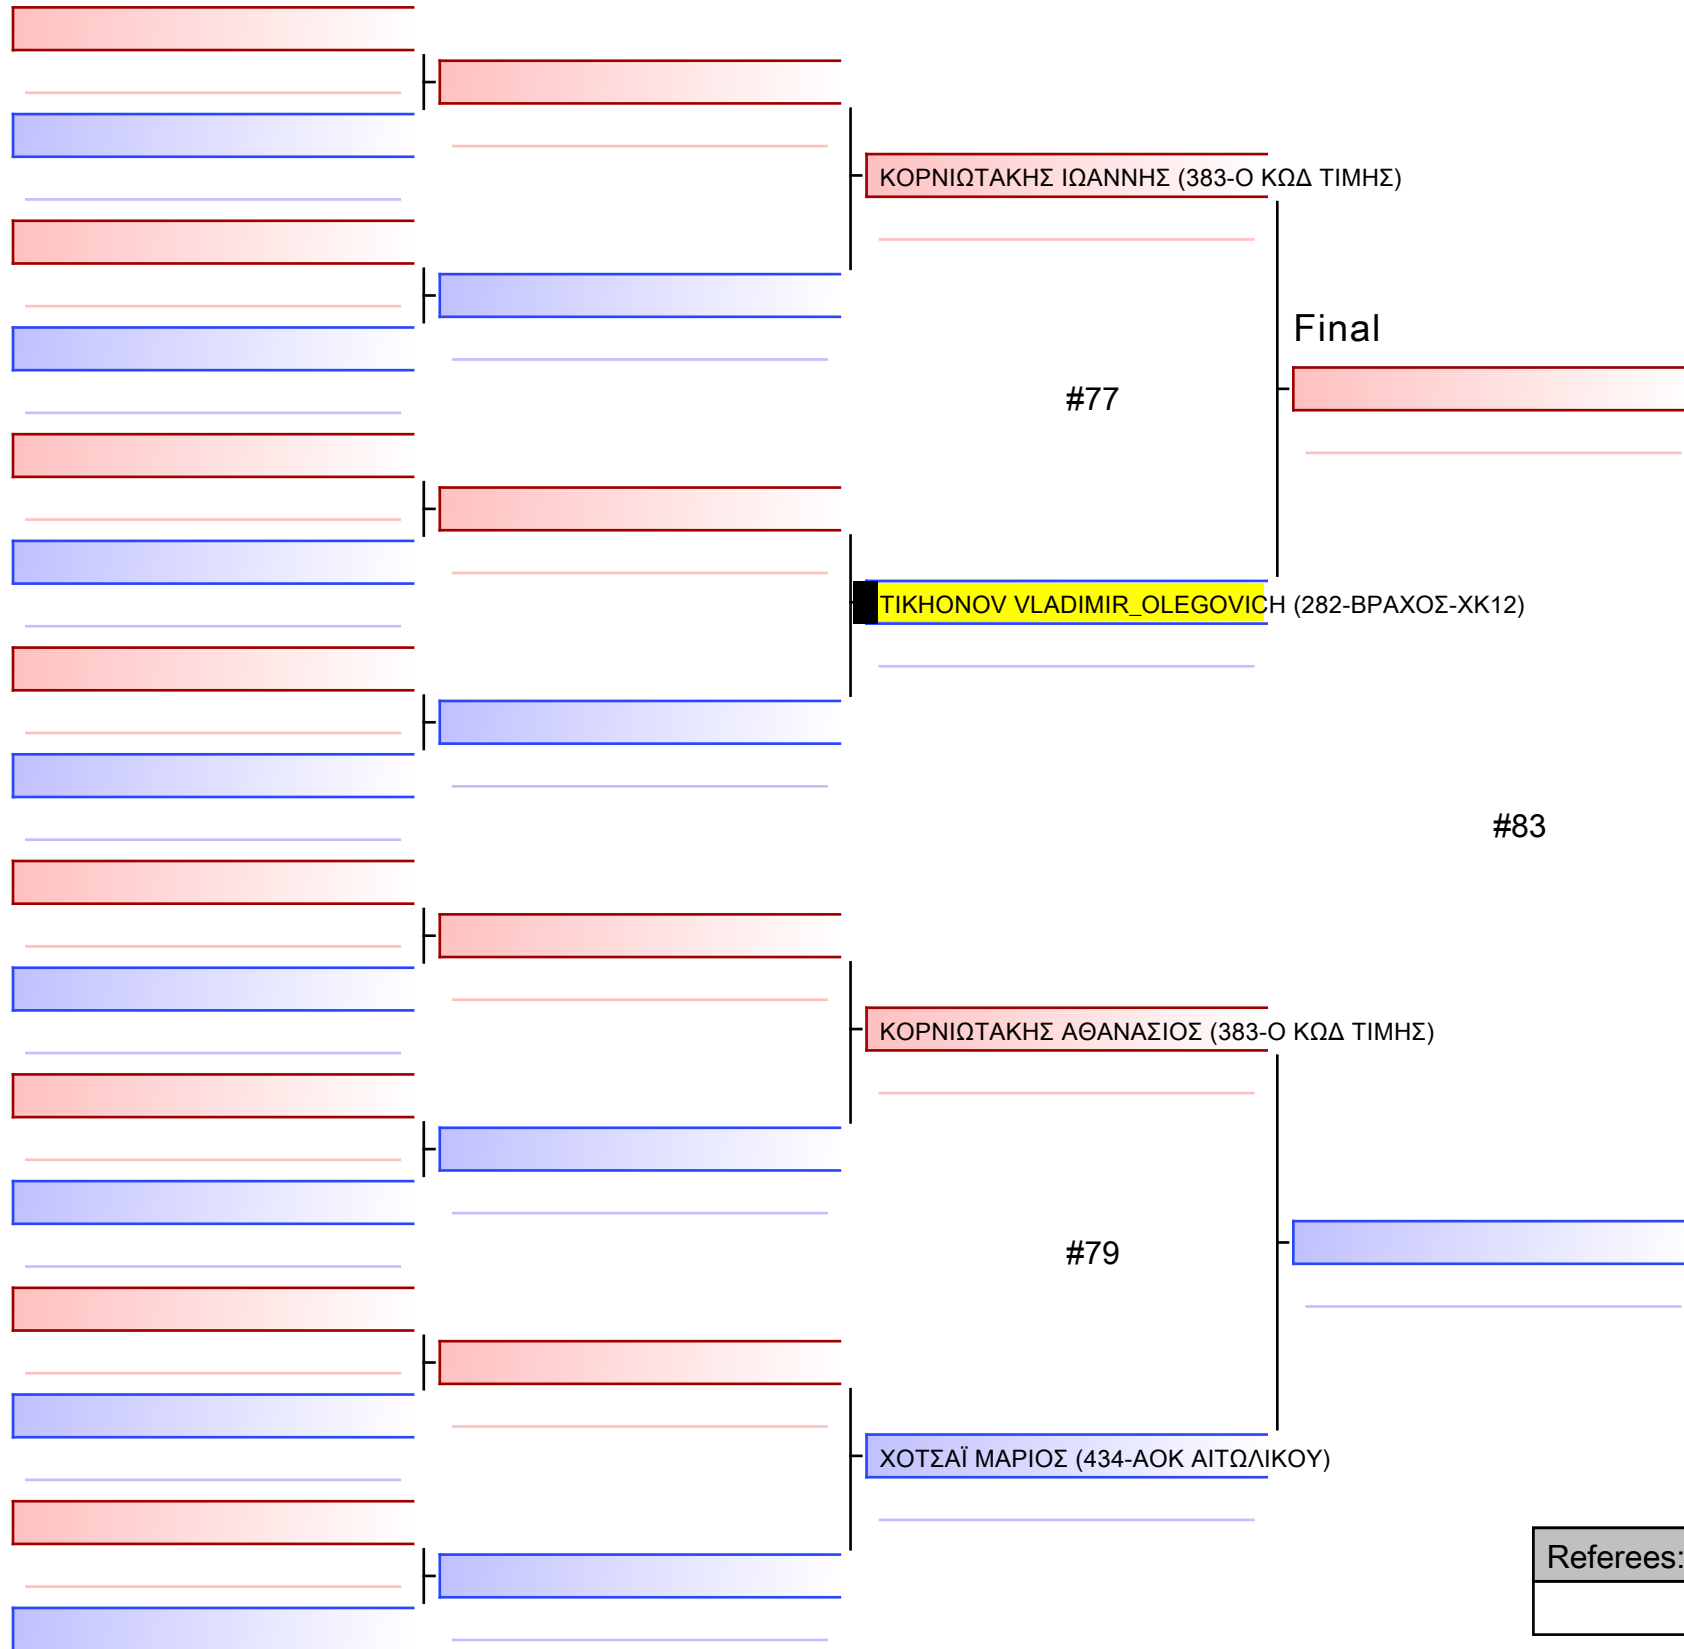 ΚΟΡΝΙΩΤΑΚΗΣ ΙΩΑΝΝΗΣ (383-Ο ΚΩΔ ΤΙΜΗΣ)
Final
#77
TIKHONOV VLADIMIR_OLEGOVICH (282-ΒΡΑΧΟΣ-ΧΚ12)
#83
ΚΟΡΝΙΩΤΑΚΗΣ ΑΘΑΝΑΣΙΟΣ (383-Ο ΚΩΔ ΤΙΜΗΣ)
#79
ΧΟΤΣΑΪ ΜΑΡΙΟΣ (434-ΑΟΚ ΑΙΤΩΛΙΚΟΥ)
Referees: